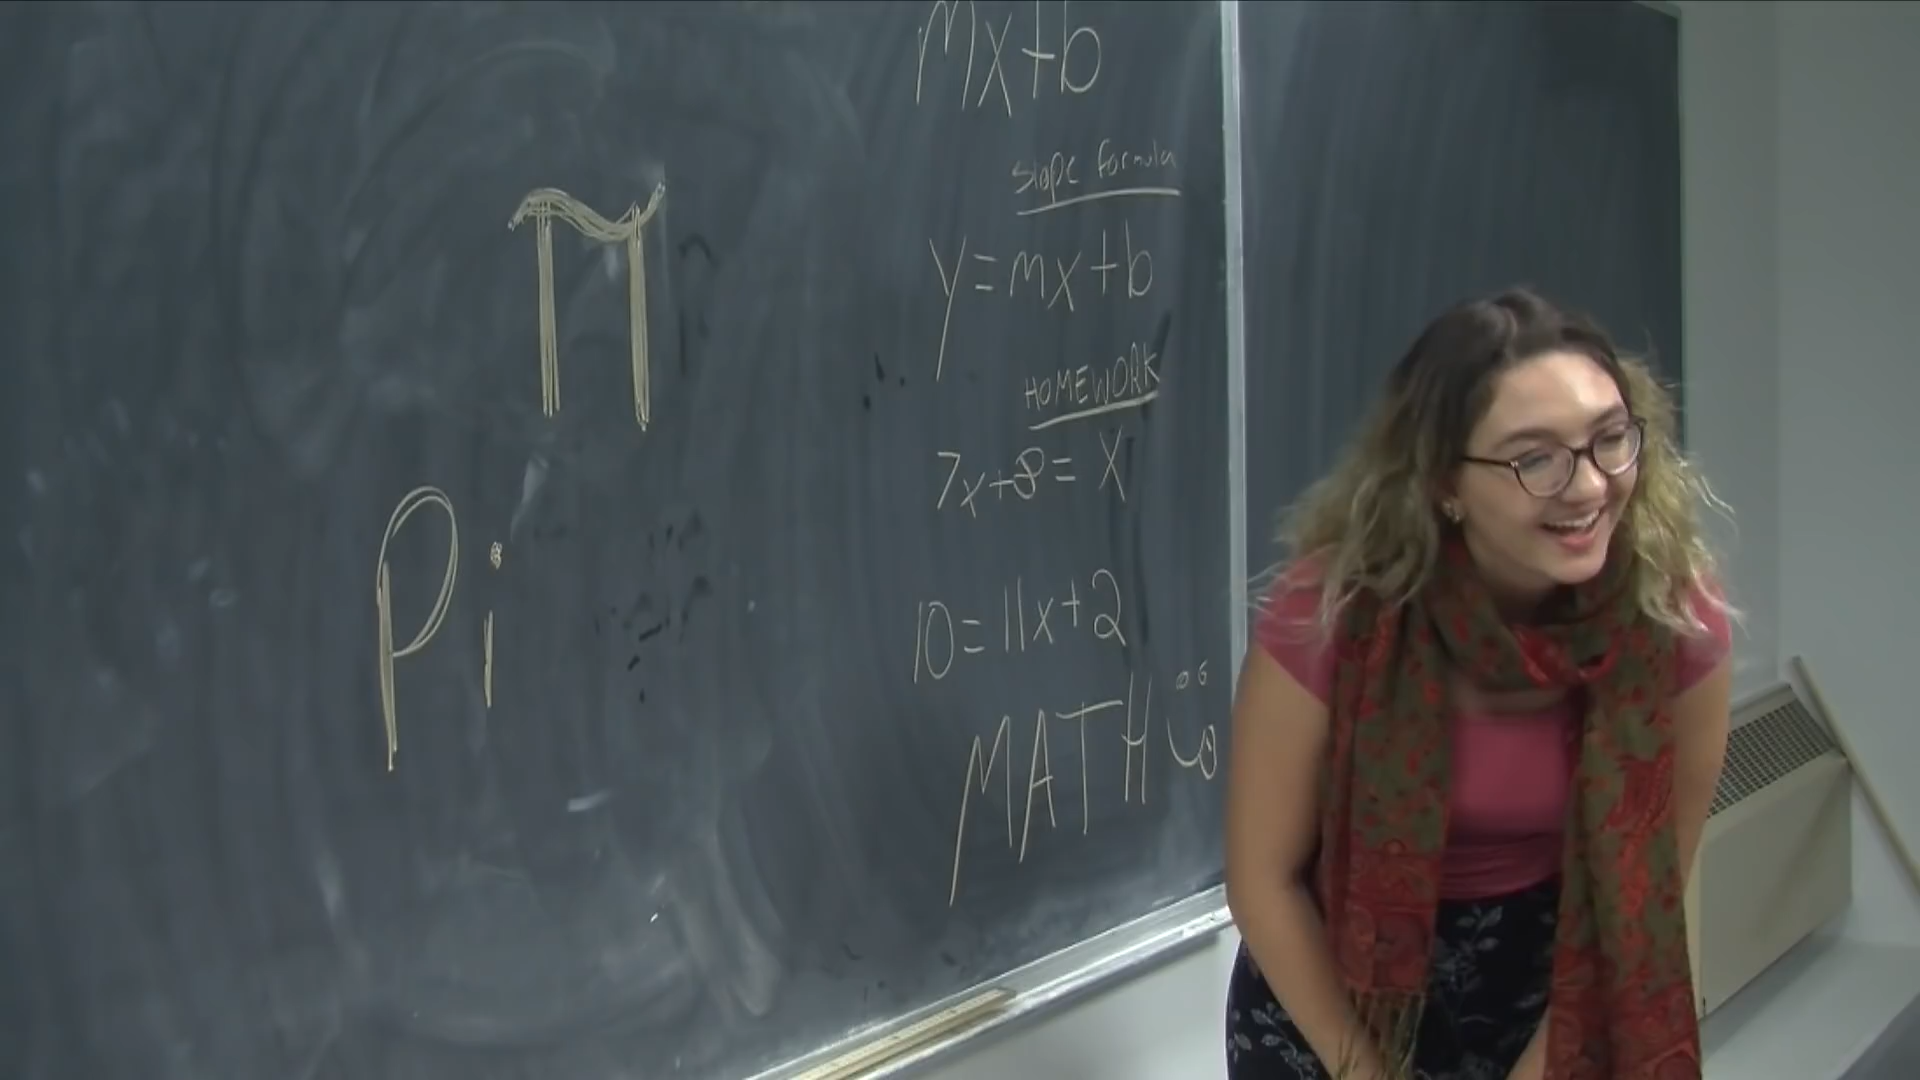 π
Pi
mx+b
slope formula
y=mx+b
HOMEWORK
7x+8=X
10=11x+2
MATH